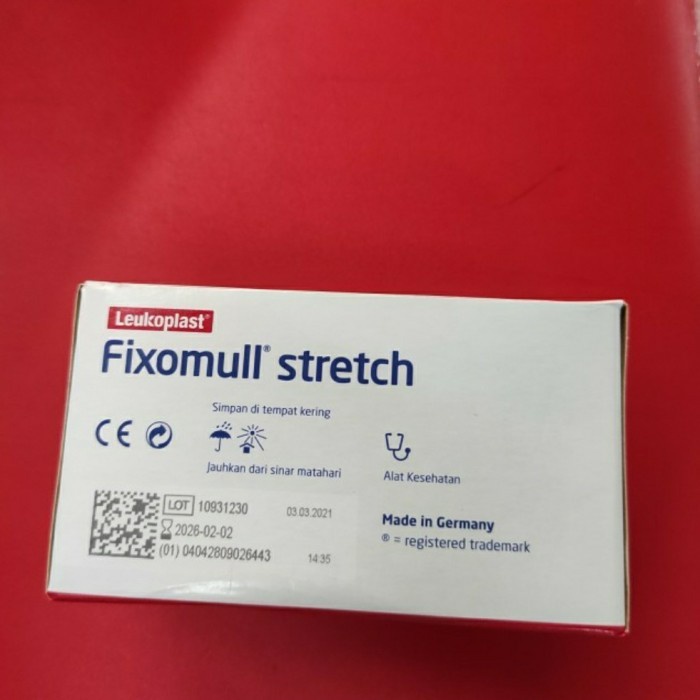 Leukoplast®
Fixomull® stretch
Simpan di tempat kering
CE
Jauhkan dari sinar matahari
Alat Kesehatan
LOT 10931230 03.03.2021
2026-02-02
(01) 04042809026443 14:35
Made in Germany
® = registered trademark